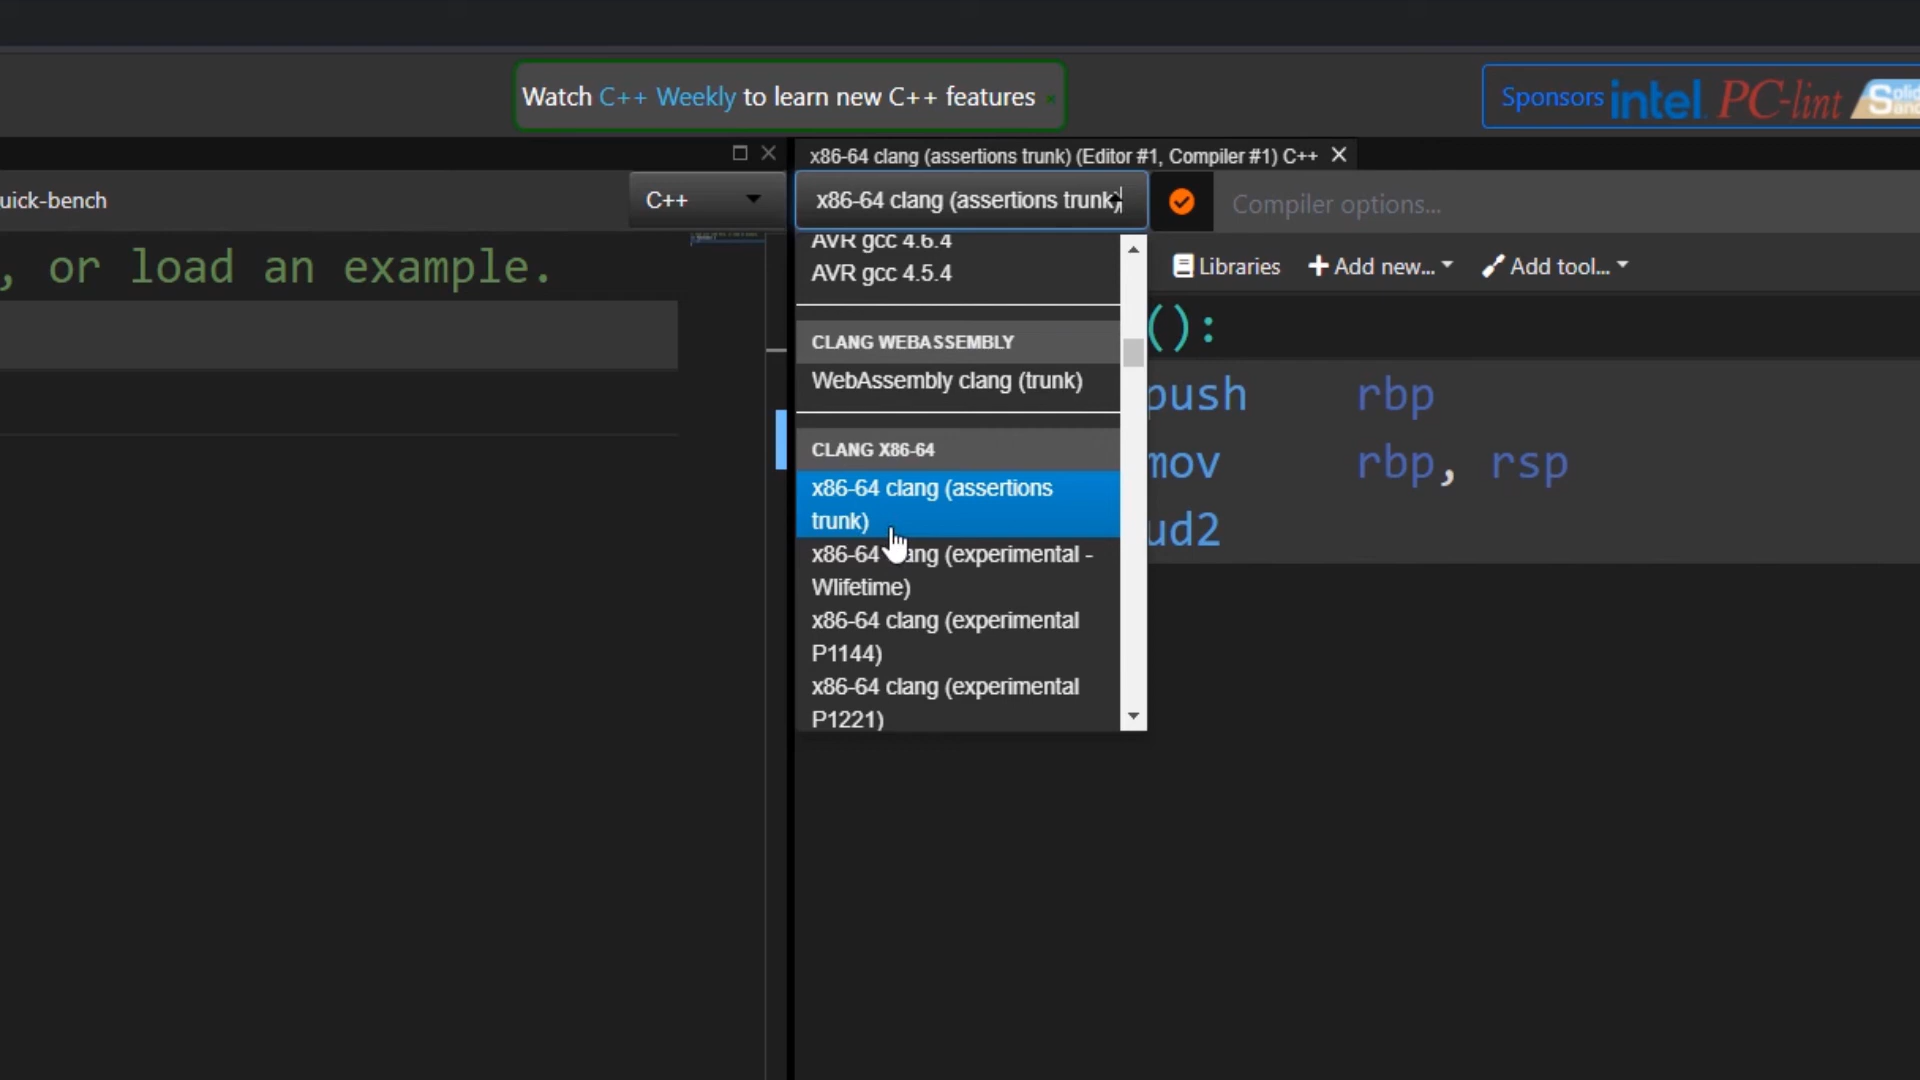 Watch C++ Weekly to learn new C++ features ×
Sponsors intel. PC-lint Solid Sand
x86-64 clang (assertions trunk) (Editor #1, Compiler #1) C++ ×
uick-bench
C++
x86-64 clang (assertions trunk)
Compiler options...
, or load an example.
AVR gcc 4.6.4
AVR gcc 4.5.4
Libraries
+ Add new...
Add tool...
CLANG WEBASSEMBLY
WebAssembly clang (trunk)
CLANG X86-64
x86-64 clang (assertions
trunk)
x86-64 clang (experimental -
Wlifetime)
x86-64 clang (experimental
P1144)
x86-64 clang (experimental
P1221)
():
push rbp
mov rbp, rsp
ud2